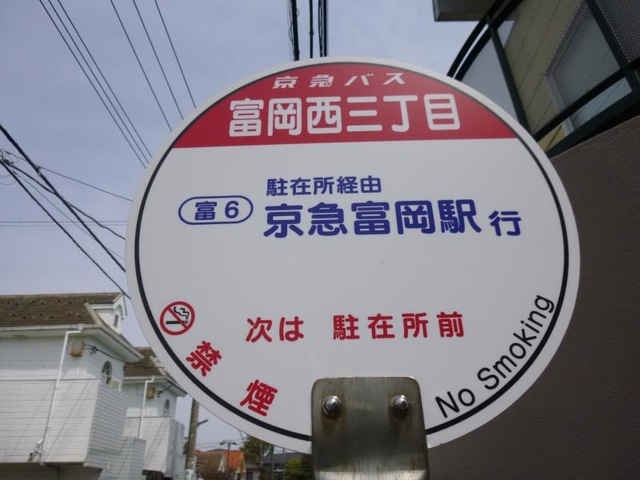 京急バス
富岡西三丁目
駐在所経由
富6 京急富岡駅 行
次は 駐在所前
禁煙
No Smoking